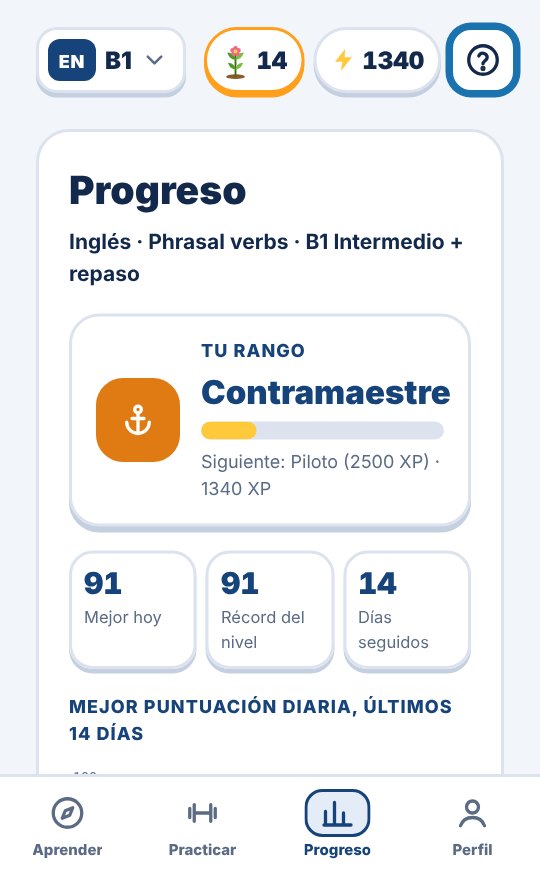 EN B1 14 1340
Progreso
Inglés · Phrasal verbs · B1 Intermedio +
repaso
TU RANGO
Contramaestre
Siguiente: Piloto (2500 XP) ·
1340 XP
91
Mejor hoy
91
Récord del
nivel
14
Días
seguidos
MEJOR PUNTUACIÓN DIARIA, ÚLTIMOS
14 DÍAS
Aprender Practicar Progreso Perfil